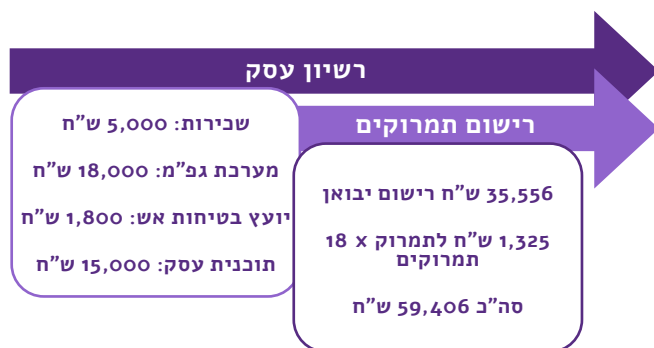 רשיון עסק
רישום תמרוקים
שכירות: 5,000 ש"ח
מערכת גפ"מ: 18,000 ש"ח
יועץ בטיחות אש: 1,800 ש"ח
תוכנית עסק: 15,000 ש"ח
35,556 ש"ח רישום יבואן
1,325 ש"ח לתמרוק x 18
תמרוקים
סה"כ 59,406 ש"ח